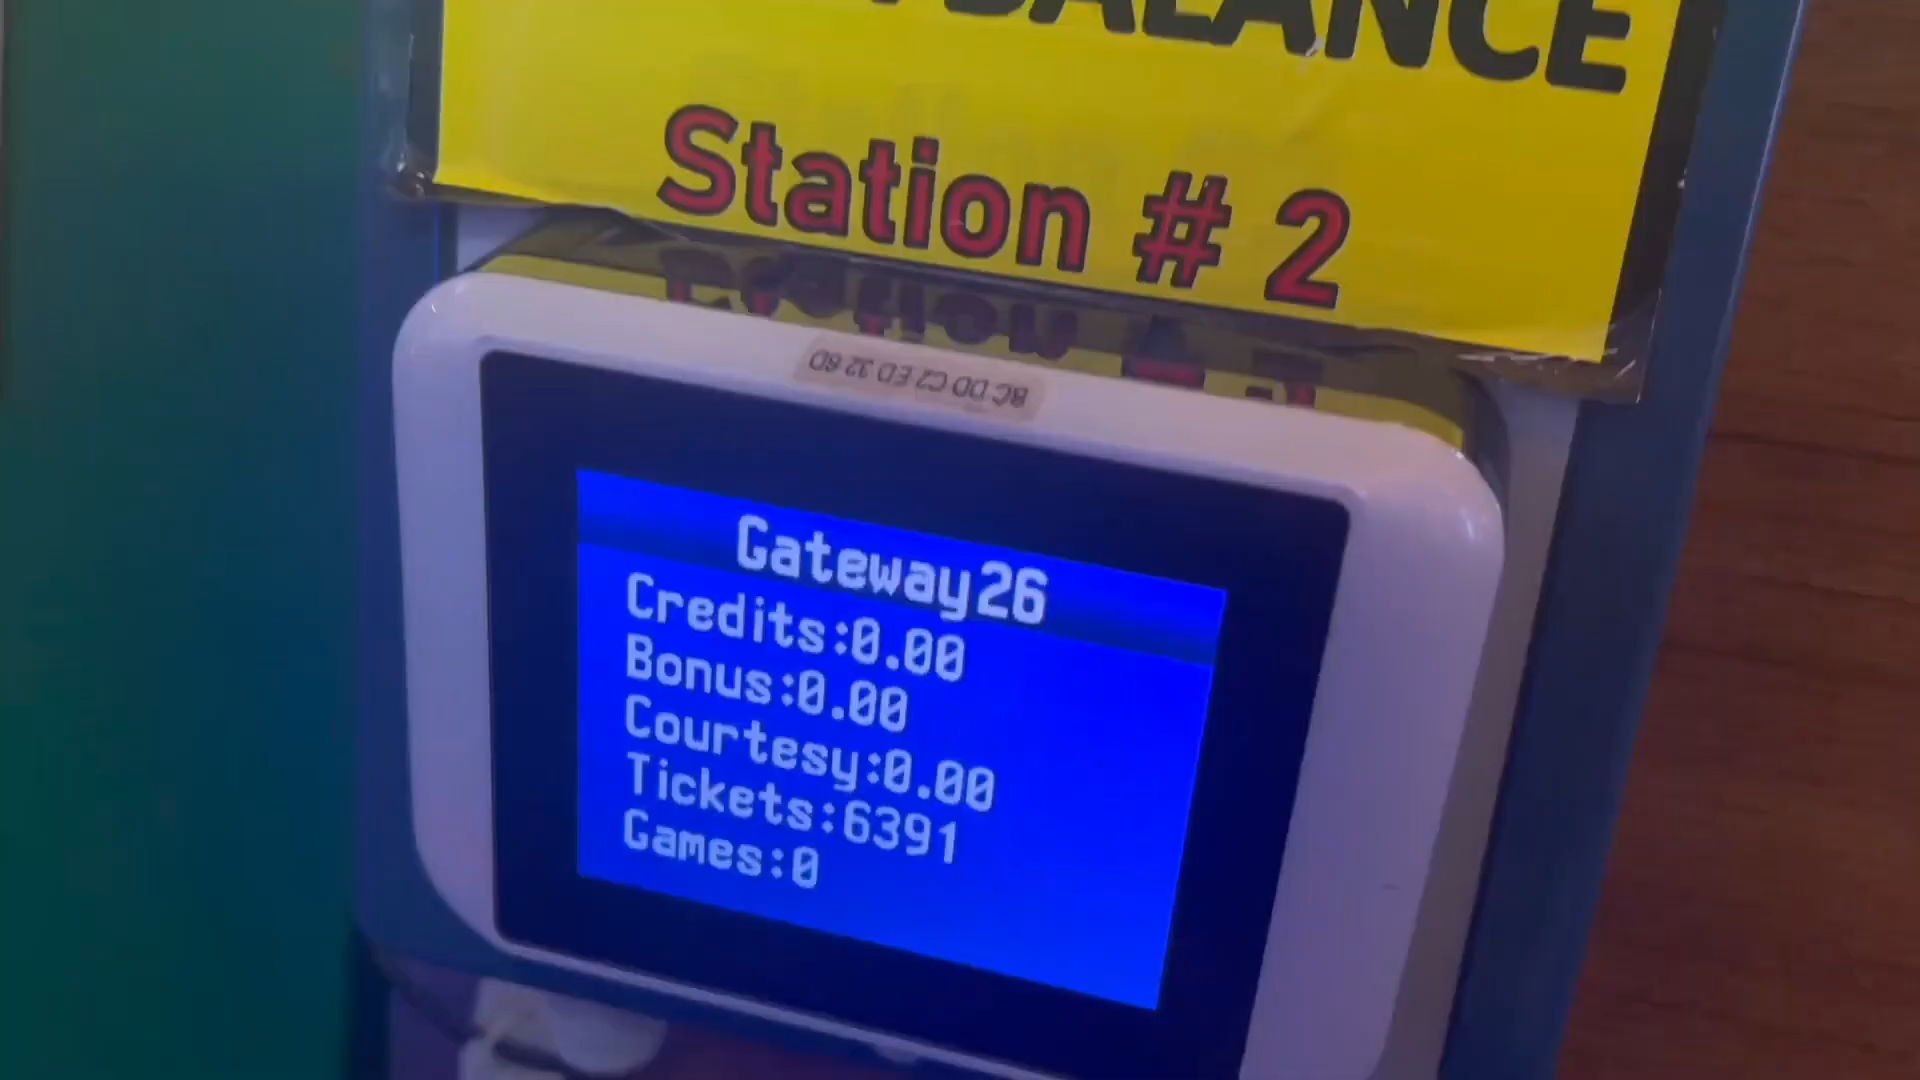 BALANCE
Station # 2
BC DD C2 ED 32 6D
Gateway26
Credits:0.00
Bonus:0.00
Courtesy:0.00
Tickets:6391
Games:0